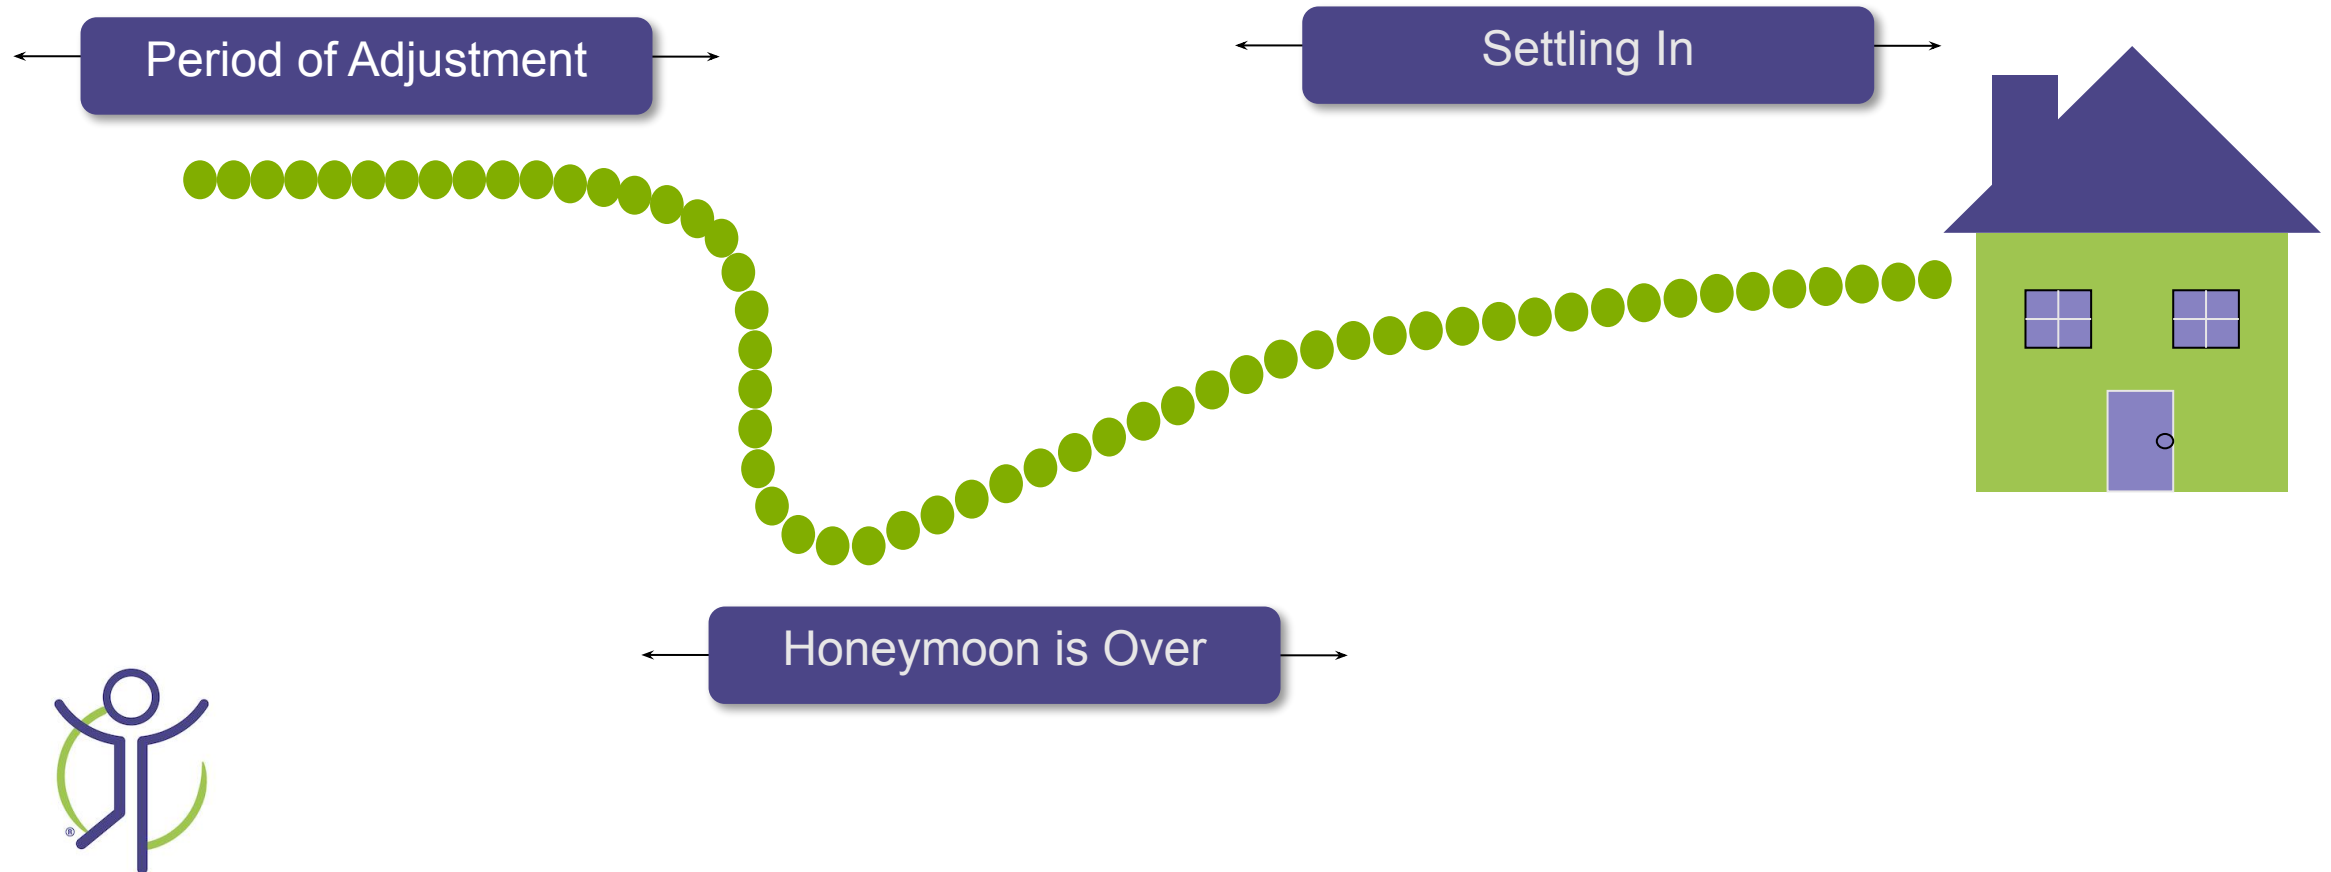 Period of Adjustment
Settling In
Honeymoon is Over
®